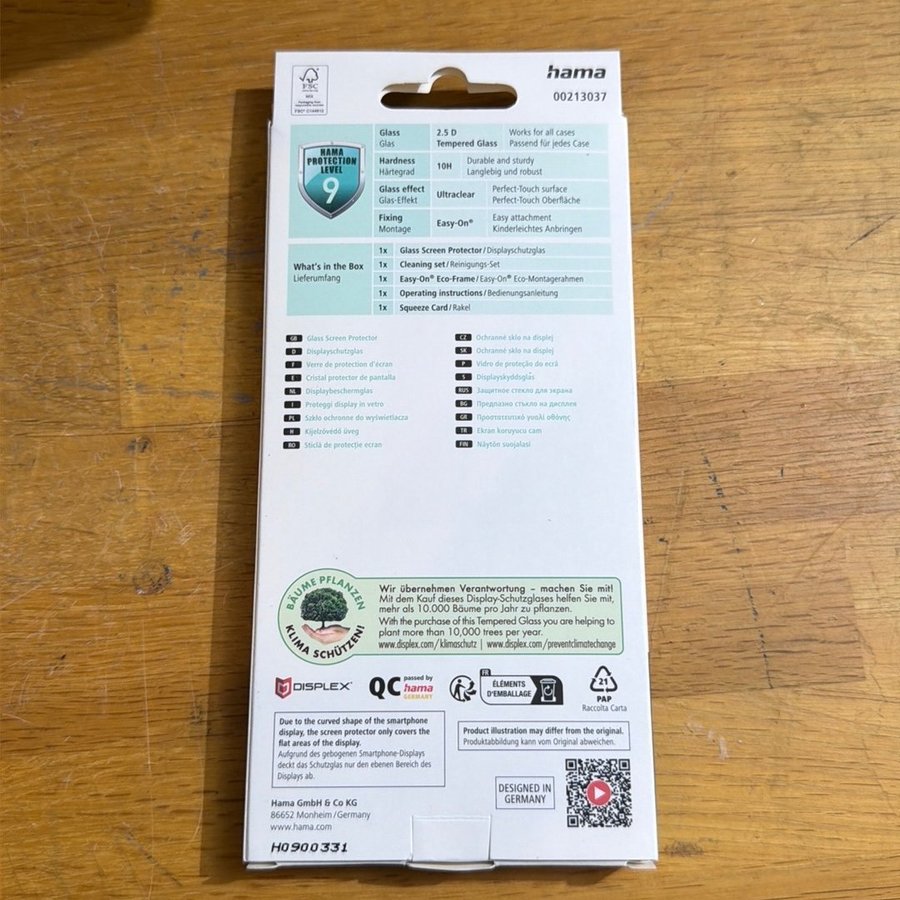 FSC
MIX
FSC® C144912
hama
00213037
HAMA
PROTECTION
LEVEL
9
Glass 2.5 D Works for all cases
Glas Tempered Glass Passend für jedes Case
Hardness 10H Durable and sturdy
Härtegrad Langlebig und robust
Glass effect Ultraclear Perfect-Touch surface
Glas-Effekt Perfect-Touch Oberfläche
Fixing Easy-On® Easy attachment
Montage Kinderleichtes Anbringen
What's in the Box
Lieferumfang
1x Glass Screen Protector/Displayschutzglas
1x Cleaning set/Reinigungs-Set
1x Easy-On® Eco-Frame/Easy-On® Eco-Montagerahmen
1x Operating instructions/Bedienungsanleitung
1x Squeeze Card/Rakel
GB Glass Screen Protector
D Displayschutzglas
F Verre de protection d'écran
E Cristal protector de pantalla
NL Displaybeschermglas
I Proteggi display in vetro
PL Szkło ochronne do wyświetlacza
H Kijelzővédő üveg
RO Sticlă de protecție ecran
CZ Ochranné sklo na displej
SK Ochranné sklo na displej
P Vidro de proteção do ecrã
S Displayskyddsglas
RUS Защитное стекло для экрана
BG Предпазно стъкло на дисплея
GR Προστατευτικό γυαλί οθόνης
TR Ekran koruyucu cam
FIN Näytön suojalasi
BÄUME PFLANZEN
KLIMA SCHÜTZEN!
Wir übernehmen Verantwortung – machen Sie mit!
Mit dem Kauf dieses Display-Schutzglases helfen Sie mit,
mehr als 10.000 Bäume pro Jahr zu pflanzen.
With the purchase of this Tempered Glass you are helping to
plant more than 10,000 trees per year.
www.displex.com/klimaschutz | www.displex.com/preventclimatechange
DISPLEX®
QC passed by
hama
GERMANY
FR
ÉLÉMENTS
D'EMBALLAGE
21
PAP
Raccolta Carta
Due to the curved shape of the smartphone
display, the screen protector only covers the
flat areas of the display.
Aufgrund des gebogenen Smartphone-Displays
deckt das Schutzglas nur den ebenen Bereich des
Displays ab.
Product illustration may differ from the original.
Produktabbildung kann vom Original abweichen.
DESIGNED IN
GERMANY
Hama GmbH & Co KG
86652 Monheim/Germany
www.hama.com
H0900331